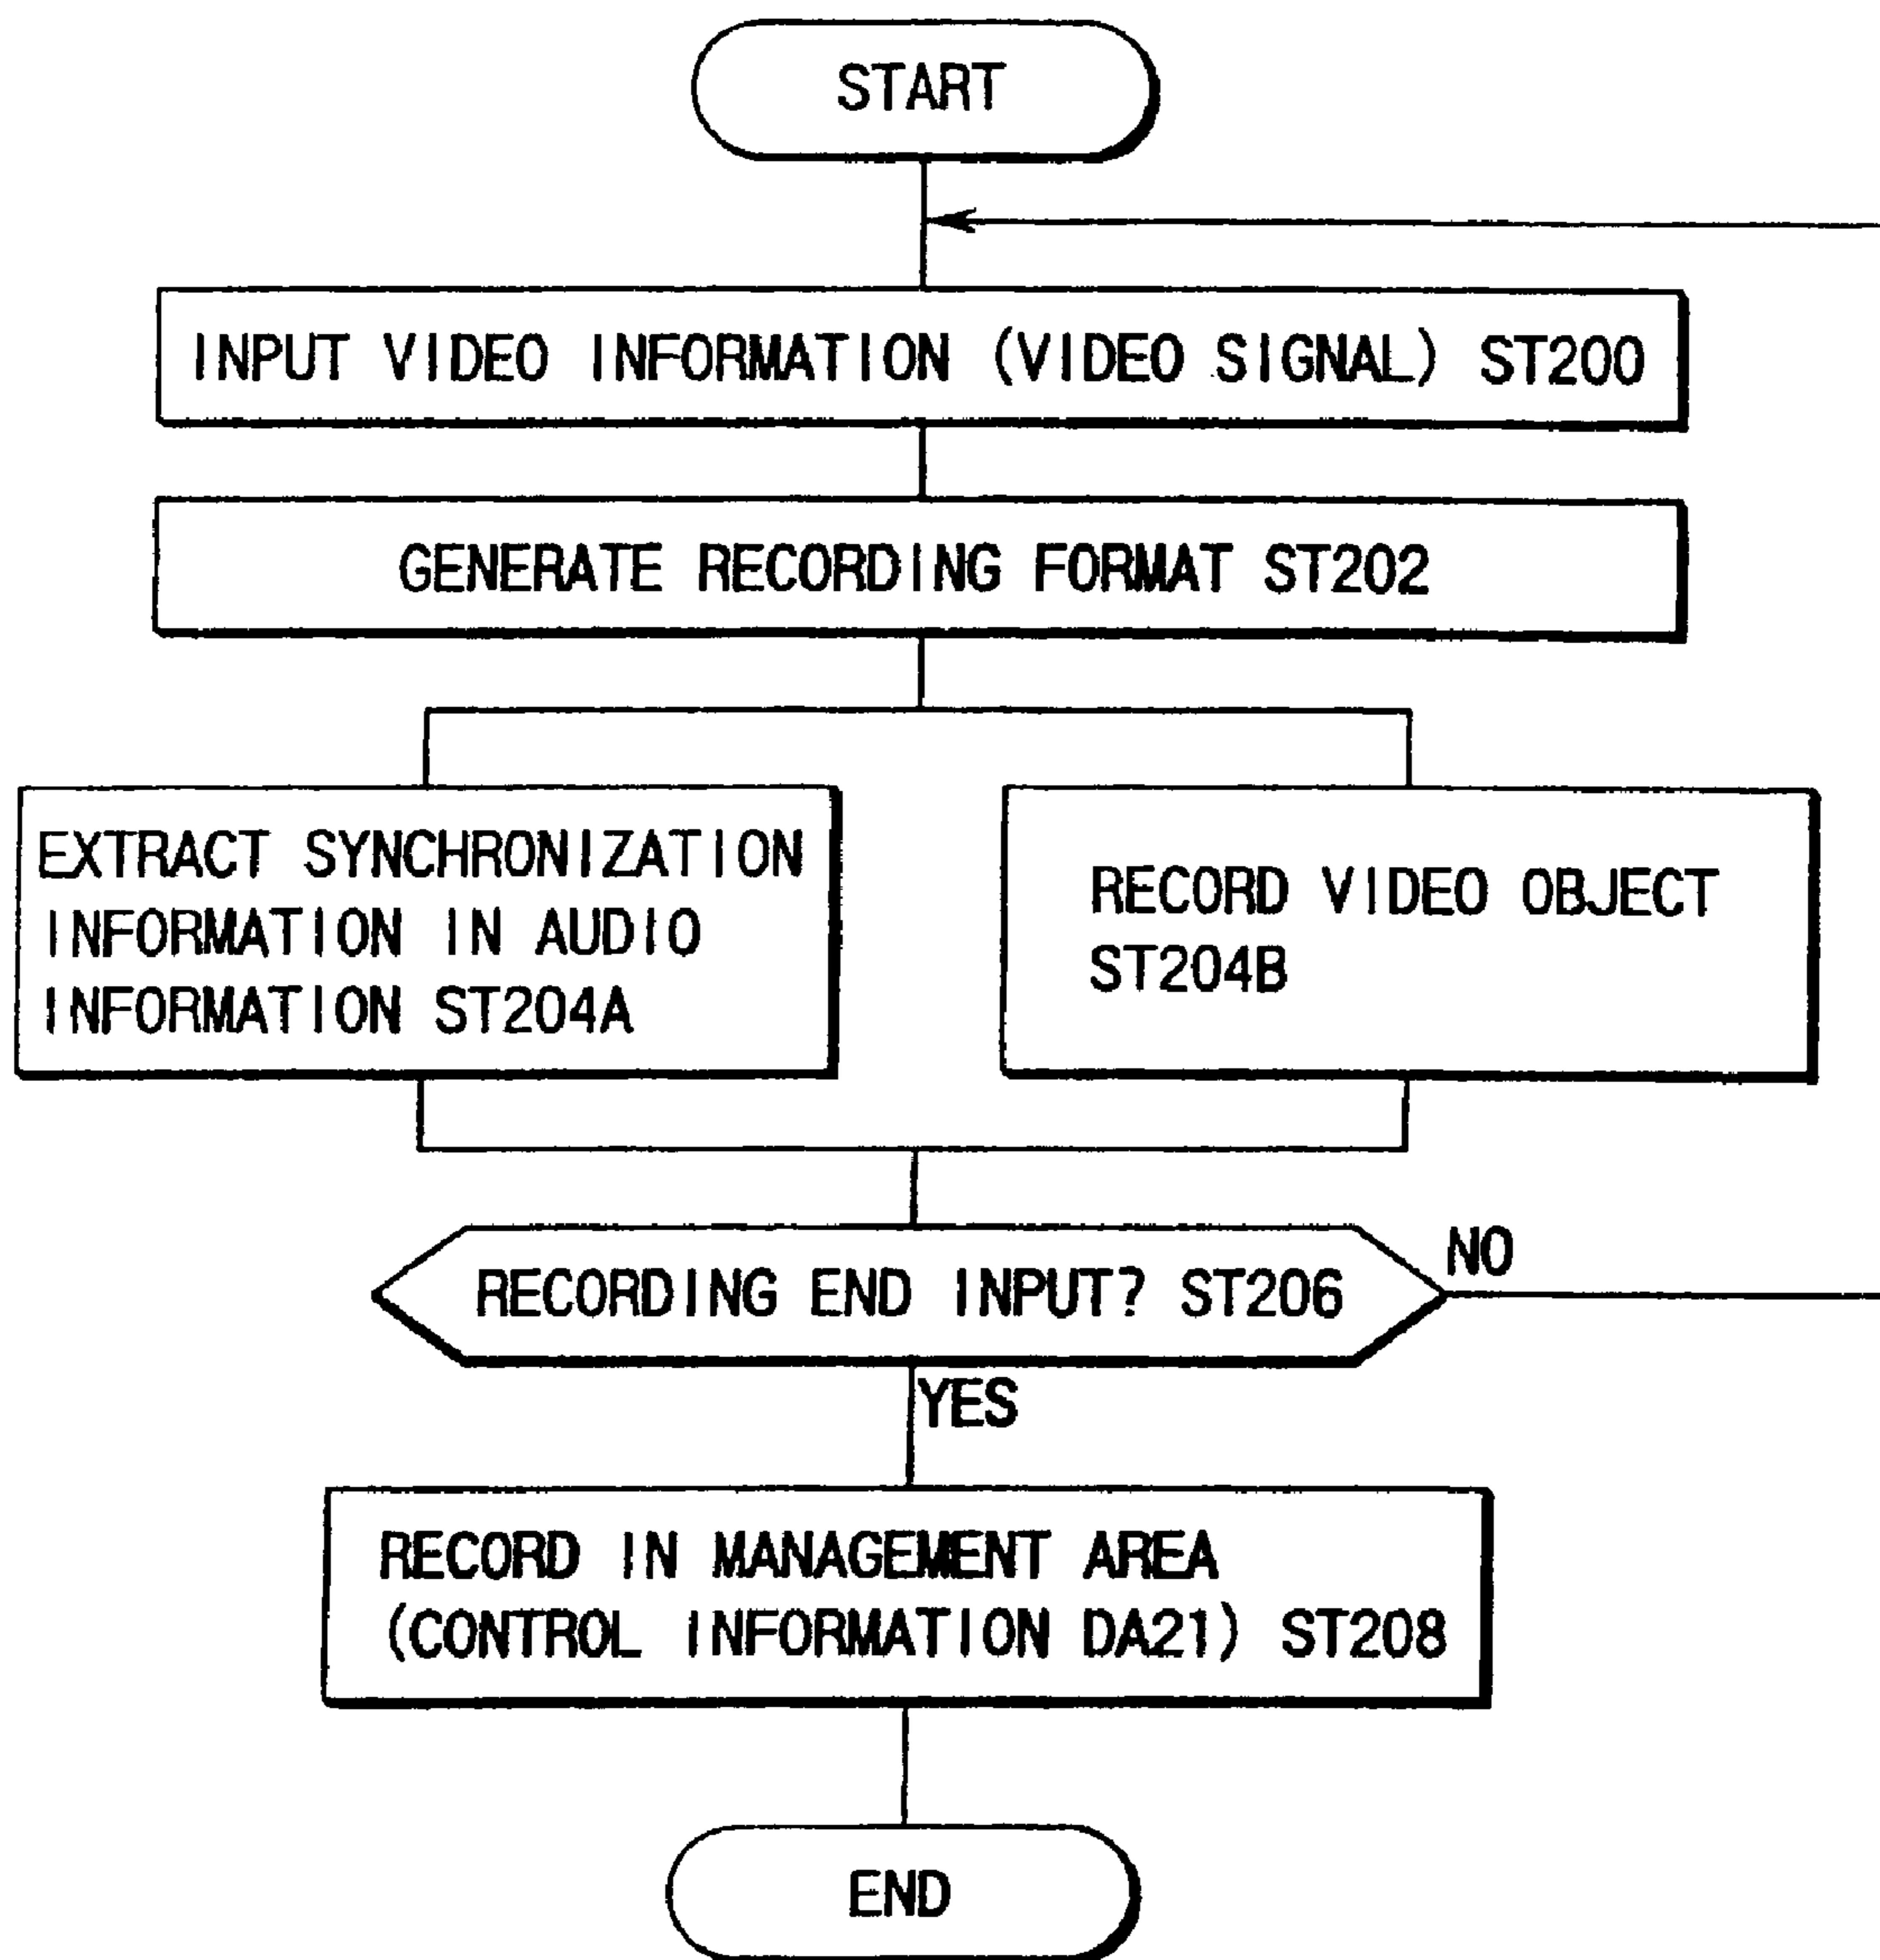 START
INPUT VIDEO INFORMATION (VIDEO SIGNAL) ST200
GENERATE RECORDING FORMAT ST202
EXTRACT SYNCHRONIZATION
INFORMATION IN AUDIO
INFORMATION ST204A
RECORD VIDEO OBJECT
ST204B
RECORDING END INPUT? ST206
NO
YES
RECORD IN MANAGEMENT AREA
(CONTROL INFORMATION DA21) ST208
END